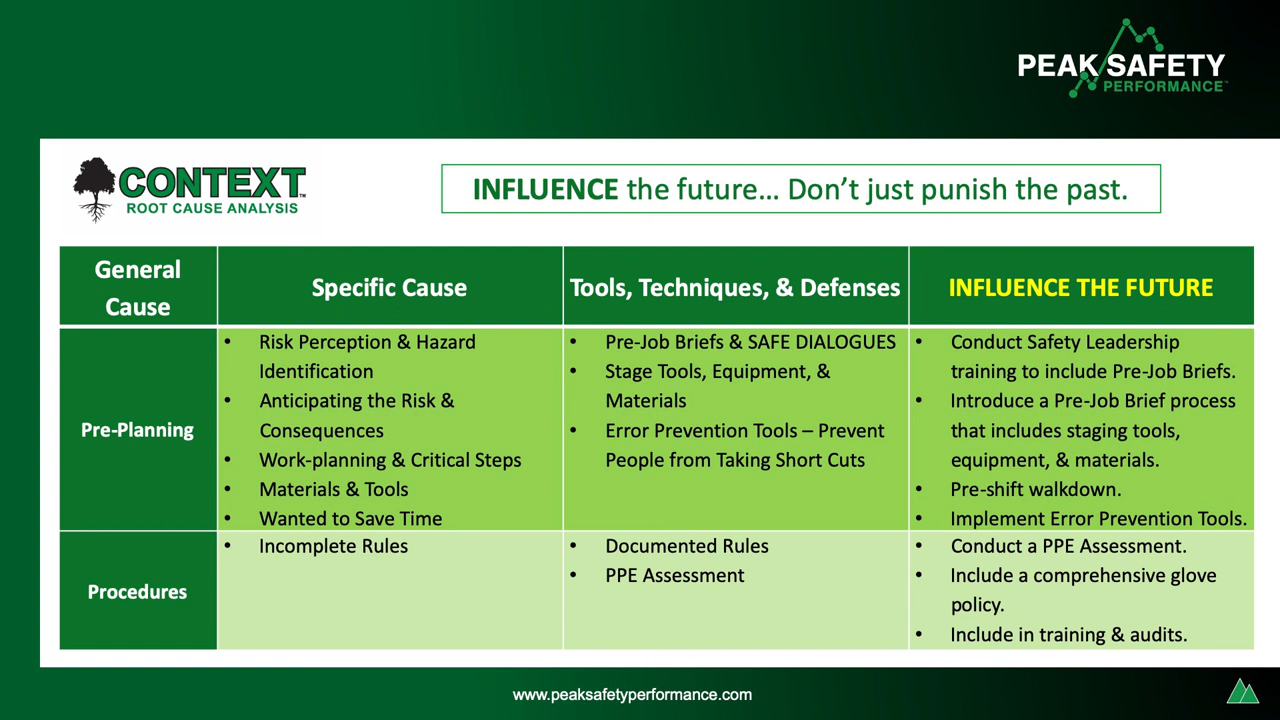 PEAK SAFETY
PERFORMANCE™
CONTEXT™
ROOT CAUSE ANALYSIS
INFLUENCE the future… Don’t just punish the past.
General
Cause
Specific Cause
Tools, Techniques, & Defenses
INFLUENCE THE FUTURE
Pre-Planning
• Risk Perception & Hazard
Identification
• Anticipating the Risk &
Consequences
• Work-planning & Critical Steps
• Materials & Tools
• Wanted to Save Time
• Pre-Job Briefs & SAFE DIALOGUES
• Stage Tools, Equipment, &
Materials
• Error Prevention Tools – Prevent
People from Taking Short Cuts
• Conduct Safety Leadership
training to include Pre-Job Briefs.
• Introduce a Pre-Job Brief process
that includes staging tools,
equipment, & materials.
• Pre-shift walkdown.
• Implement Error Prevention Tools.
Procedures
• Incomplete Rules
• Documented Rules
• PPE Assessment
• Conduct a PPE Assessment.
• Include a comprehensive glove
policy.
• Include in training & audits.
www.peaksafetyperformance.com